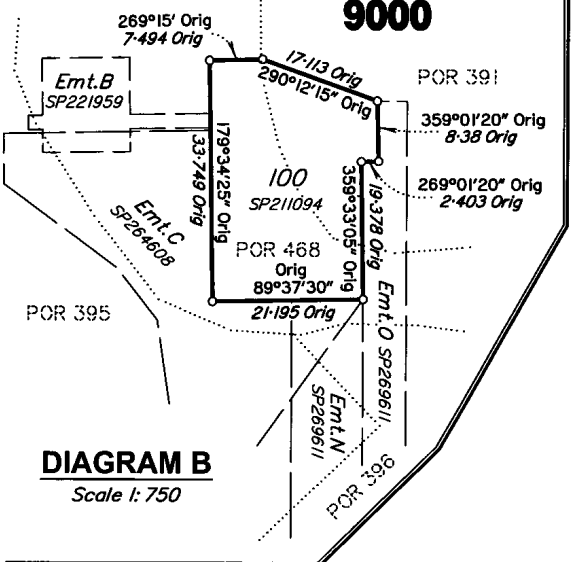 9000
269°15' Orig
7·494 Orig
17·113 Orig
290°12'15" Orig
POR 391
Emt.B
SP221959
359°01'20" Orig
8·38 Orig
179°34'25" Orig
33·749 Orig
100
SP211094
359°33'05" Orig
19·378 Orig
269°01'20" Orig
2·403 Orig
Emt.C
SP264608
POR 468
Orig
89°37'30"
21·195 Orig
POR 395
Emt.O SP269611
Emt.N
SP269611
DIAGRAM B
Scale 1: 750
POR 396